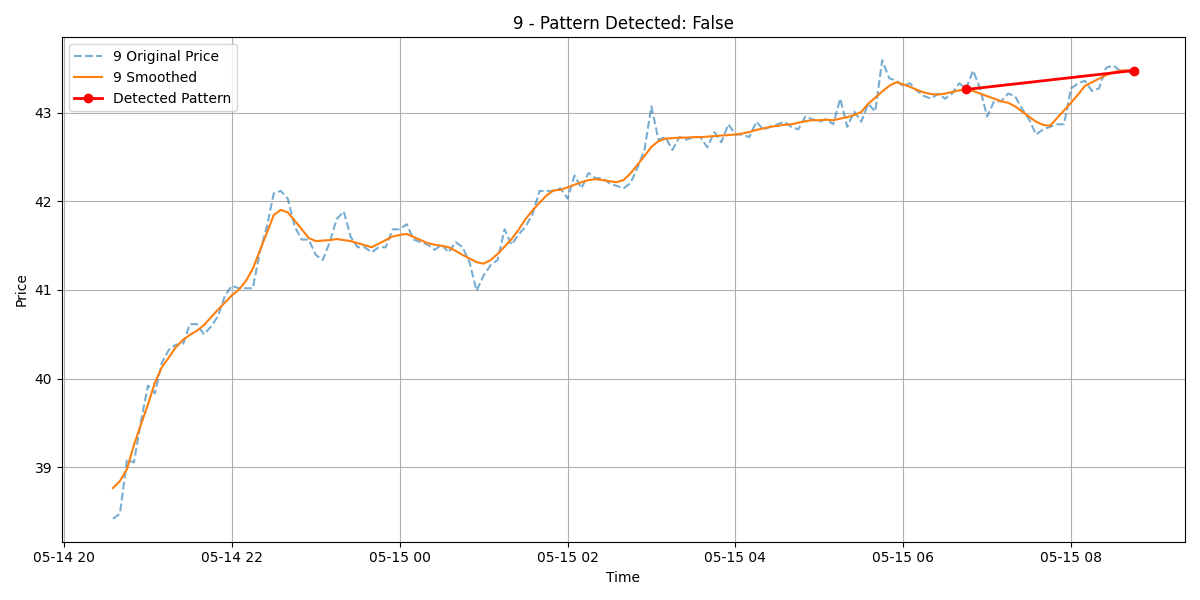 9 - Pattern Detected: False
9 Original Price
9 Smoothed
Detected Pattern
Price
43
42
41
40
39
05-14 20
05-14 22
05-15 00
05-15 02
05-15 04
05-15 06
05-15 08
Time